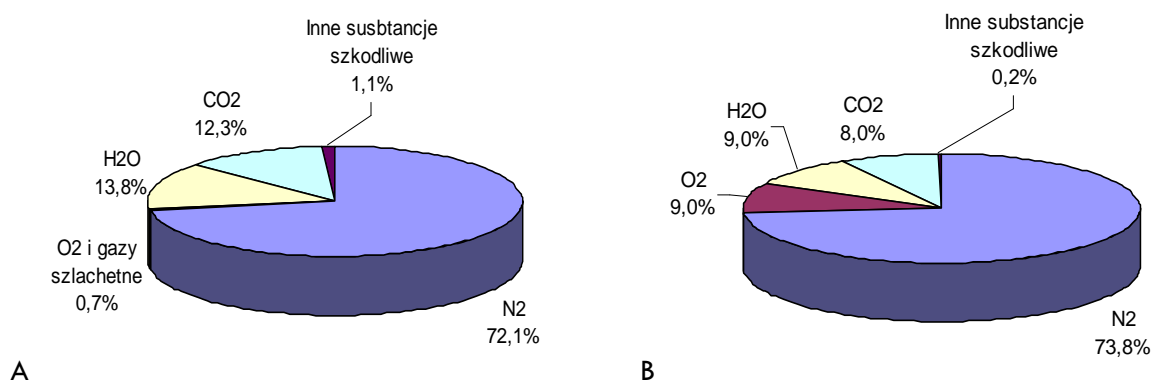 Inne susbtancje
szkodliwe
1,1%
CO2
12,3%
H2O
13,8%
O2 i gazy
szlachetne
0,7%
N2
72,1%
A
Inne substancje
szkodliwe
0,2%
CO2
8,0%
H2O
9,0%
O2
9,0%
N2
73,8%
B